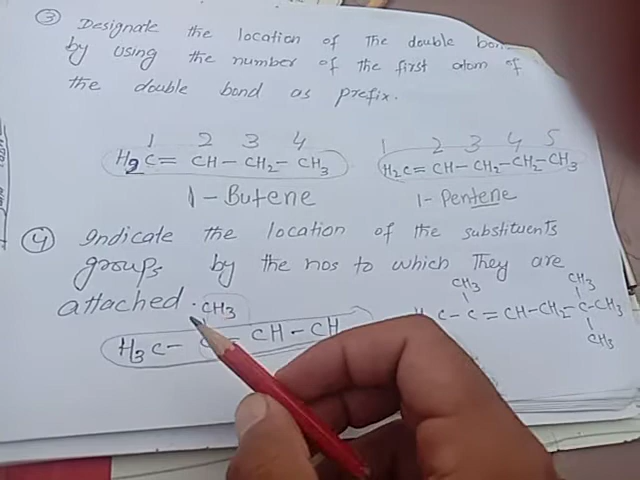 ③ Designate the location of The double
by using the number of the first atom of
the double bond as prefix.
1 2 3 4
H2C= CH-CH2-CH3
1-Butene
1 2 3 4 5
H2C=CH-CH2-CH2-CH3
1-Pentene
④ Indicate the location of the substituents
groups by the nos to which They are
attached.
CH3
H3C- - CH-CH
CH3 CH3
C-C=CH-CH2-C-CH3
CH3